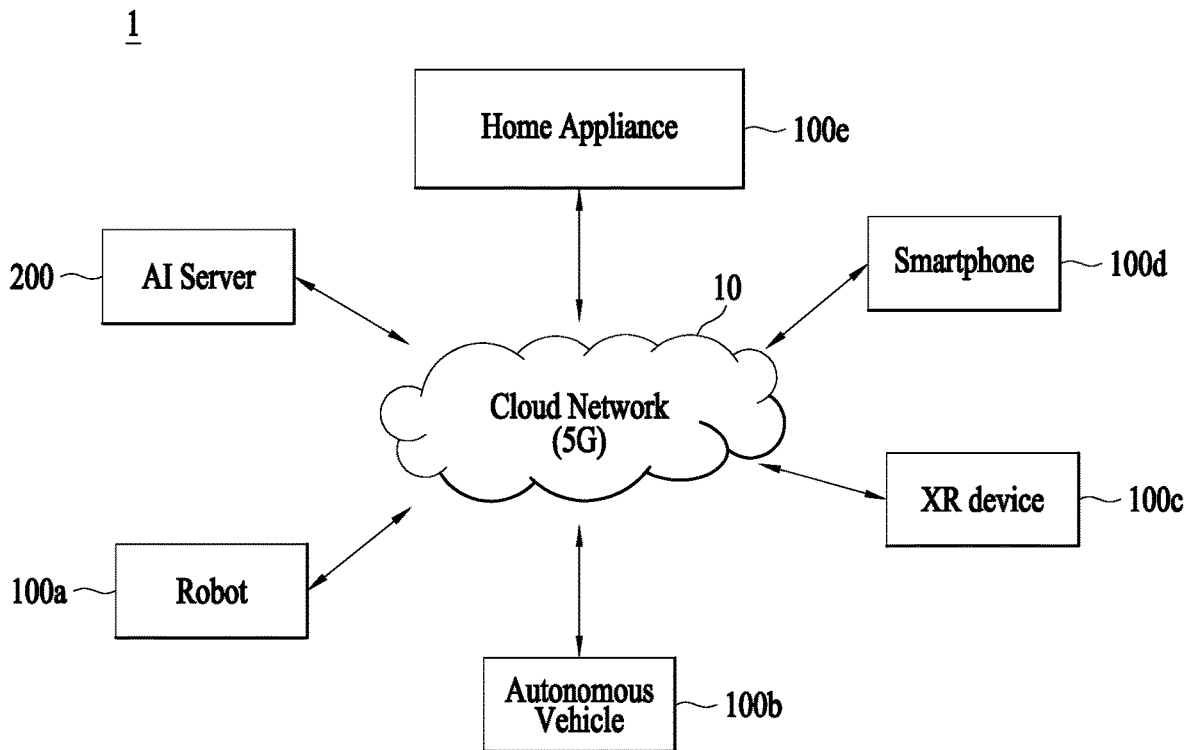 1
Home Appliance
100e
200
AI Server
Smartphone
100d
10
Cloud Network
(5G)
XR device
100c
100a
Robot
Autonomous
Vehicle
100b